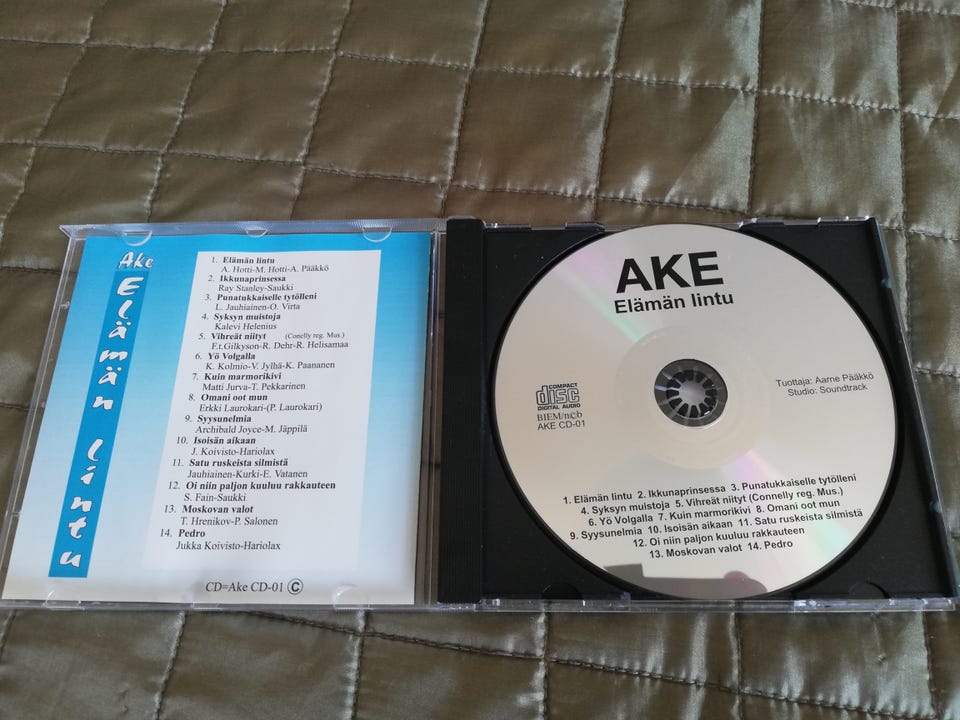 Ake
Elämän lintu
1. Elämän lintu
A. Hotti-M. Hotti-A. Pääkkö
2. Ikkunaprinsessa
Ray Stanley-Saukki
3. Punatukkaiselle tytölleni
L. Jauhiainen-O. Virta
4. Syksyn muistoja
Kalevi Helenius
5. Vihreät niityt (Conelly reg. Mus.)
F.t.Gilkyson-R. Dehr-R. Helisamaa
6. Yö Volgalla
K. Kolmio-V. Jylhä-K. Paananen
7. Kuin marmorikivi
Matti Jurva-T. Pekkarinen
8. Omani oot mun
Erkki Laurokari-(P. Laurokari)
9. Syysunelmia
Archibald Joyce-M. Jäppilä
10. Isoisän aikaan
J. Koivisto-Hariolax
11. Satu ruskeista silmistä
Jauhiainen-Kurki-E. Vatanen
12. Oi niin paljon kuuluu rakkauteen
S. Fain-Saukki
13. Moskovan valot
T. Hrenikov-P. Salonen
14. Pedro
Jukka Koivisto-Hariolax
CD=Ake CD-01 ©
AKE
Elämän lintu
COMPACT
disc
DIGITAL AUDIO
BIEM/ncb
AKE CD-01
Tuottaja: Aarne Pääkkö
Studio: Soundtrack
1. Elämän lintu 2. Ikkunaprinsessa 3. Punatukkaiselle tytölleni
4. Syksyn muistoja 5. Vihreät niityt (Connelly reg. Mus.)
6. Yö Volgalla 7. Kuin marmorikivi 8. Omani oot mun
9. Syysunelmia 10. Isoisän aikaan 11. Satu ruskeista silmistä
12. Oi niin paljon kuuluu rakkauteen
13. Moskovan valot 14. Pedro